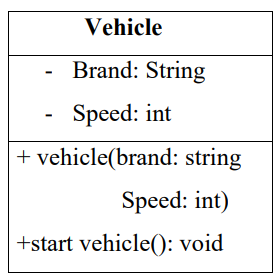 Vehicle
- Brand: String
- Speed: int
+ vehicle(brand: string
Speed: int)
+start vehicle(): void